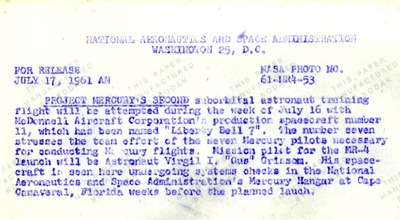 NATIONAL AERONAUTICS AND SPACE ADMINISTRATION
WASHINGTON 25, D.C.
FOR RELEASE NASA PHOTO NO.
JULY 17, 1961 AM 61-MR4-53
PROJECT MERCURY'S SECOND suborbital astronaut training
flight will be attempted during the week of July 16 with
McDonnell Aircraft Corporation's production spacecraft number
11, which has been named "Liberty Bell 7". The number seven
stresses the team effort of the seven Mercury pilots necessary
for conducting Mercury flights. Mission pilot for the MR-4
launch will be Astronaut Virgil I. "Gus" Grissom. His space-
craft is seen here undergoing systems checks in the National
Aeronautics and Space Administration's Mercury Hangar at Cape
Canaveral, Florida weeks before the planned lauch.